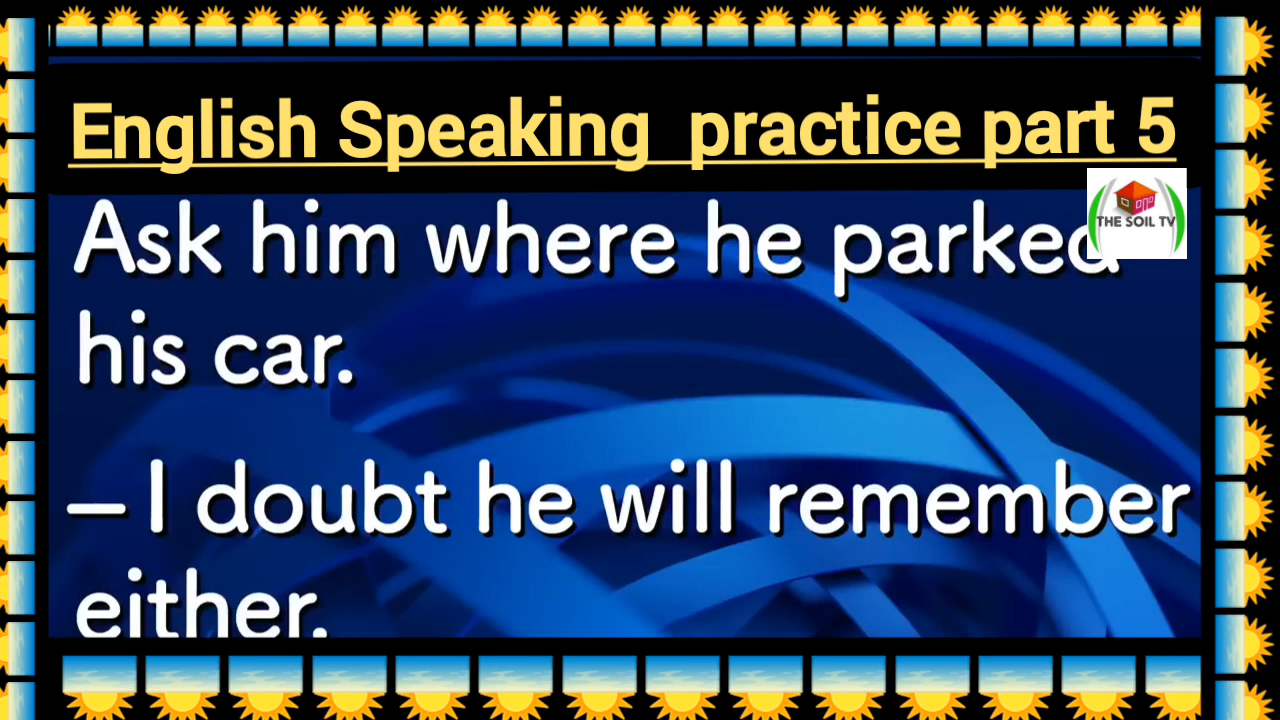 English Speaking practice part 5
THE SOIL TV
Ask him where he parked
his car.
– I doubt he will remember
either.